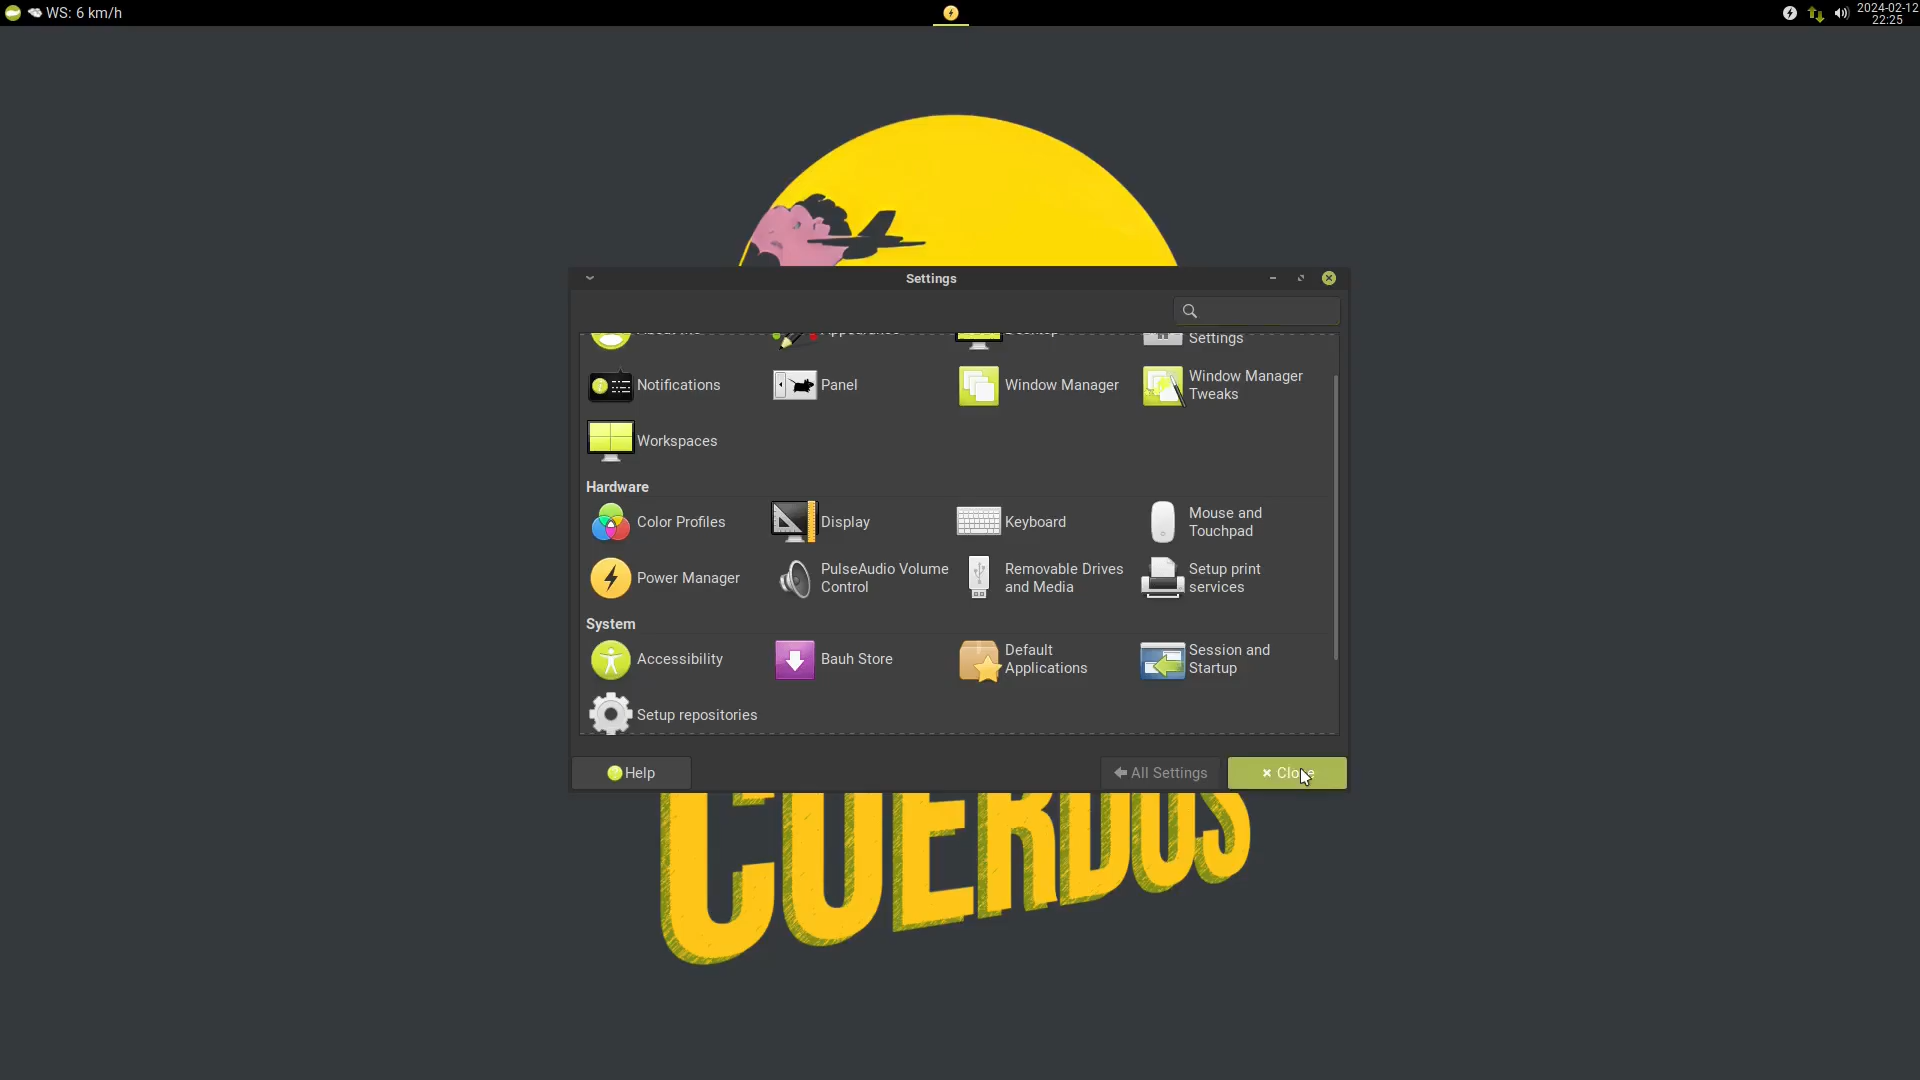 WS: 6 km/h
2024-02-12
22:25
Settings
Settings
Notifications
Panel
Window Manager
Window Manager
Tweaks
Workspaces
Hardware
Color Profiles
Display
Keyboard
Mouse and
Touchpad
Power Manager
PulseAudio Volume
Control
Removable Drives
and Media
Setup print
services
System
Accessibility
Bauh Store
Default
Applications
Session and
Startup
Setup repositories
Help
All Settings
Close
CUERDOS